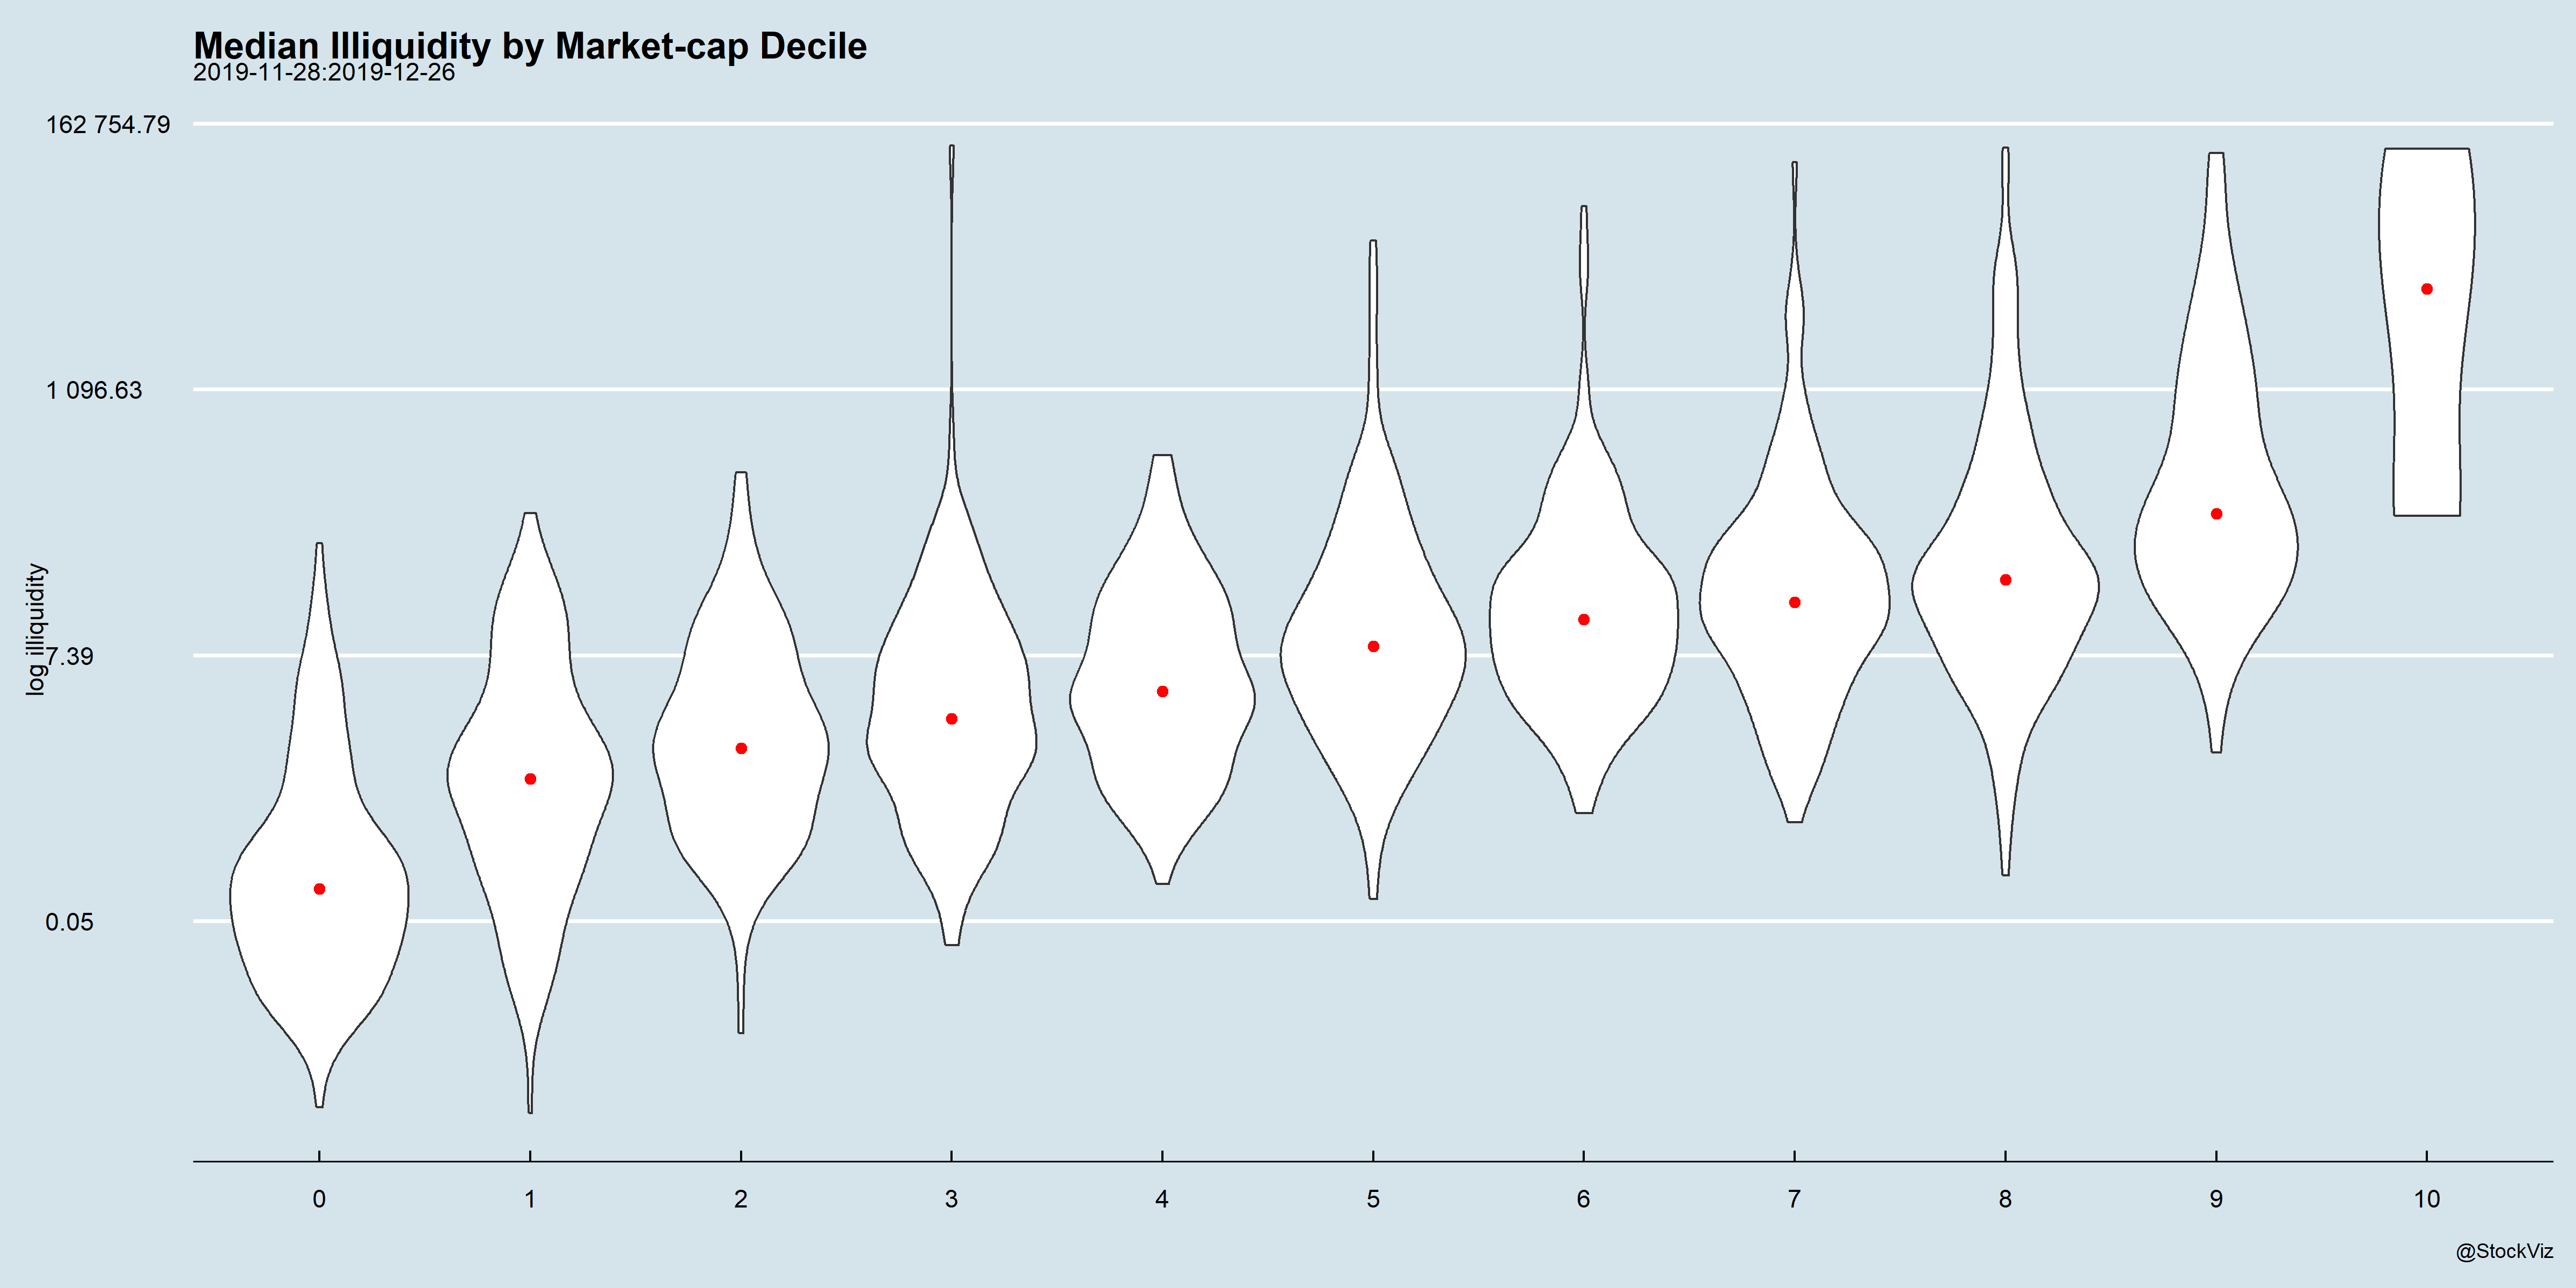 Median Illiquidity by Market-cap Decile
2019-11-28:2019-12-26
162 754.79
1 096.63
7.39
0.05
log illiquidity
0 1 2 3 4 5 6 7 8 9 10
@StockViz